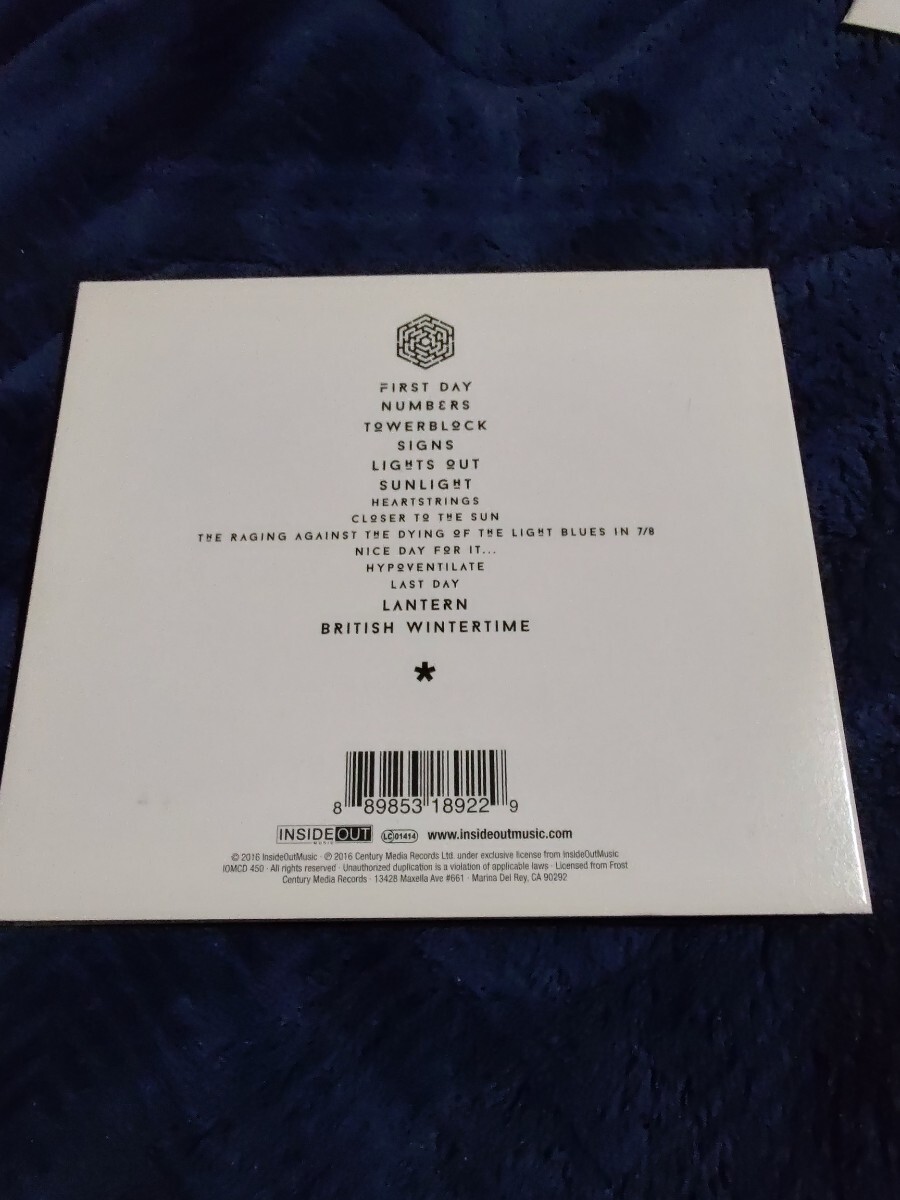 FIRST DAY
NUMBERS
TOWERBLOCK
SIGNS
LIGHTS OUT
SUNLIGHT
HEARTSTRINGS
CLOSER TO THE SUN
THE RAGING AGAINST THE DYING OF THE LIGHT BLUES IN 7/8
NICE DAY FOR IT...
HYPOVENTILATE
LAST DAY
LANTERN
BRITISH WINTERTIME
*
8 89853 18922 9
INSIDEOUT MUSIC LC 01414 www.insideoutmusic.com
© 2016 InsideOutMusic · ℗ 2016 Century Media Records Ltd. under exclusive license from InsideOutMusic
IOMCD 450 · All rights reserved · Unauthorized duplication is a violation of applicable laws · Licensed from Frost
Century Media Records · 13428 Maxella Ave #661 · Marina Del Rey, CA 90292